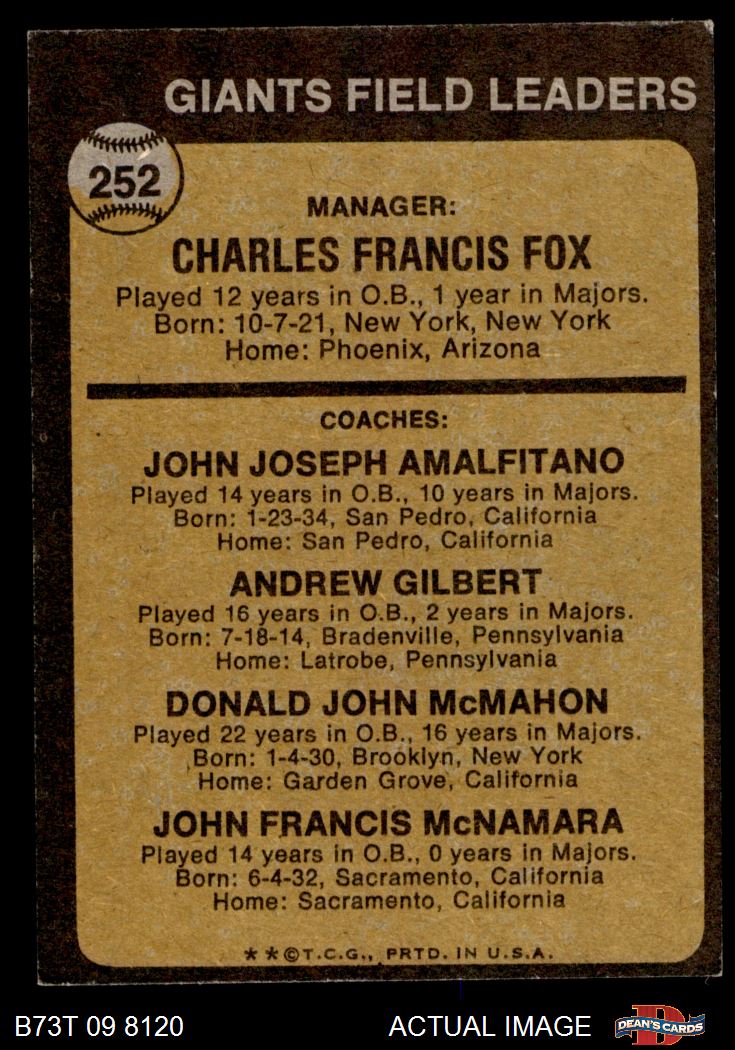 GIANTS FIELD LEADERS
252
MANAGER:
CHARLES FRANCIS FOX
Played 12 years in O.B., 1 year in Majors.
Born: 10-7-21, New York, New York
Home: Phoenix, Arizona
COACHES:
JOHN JOSEPH AMALFITANO
Played 14 years in O.B., 10 years in Majors.
Born: 1-23-34, San Pedro, California
Home: San Pedro, California
ANDREW GILBERT
Played 16 years in O.B., 2 years in Majors.
Born: 7-18-14, Bradenville, Pennsylvania
Home: Latrobe, Pennsylvania
DONALD JOHN McMAHON
Played 22 years in O.B., 16 years in Majors.
Born: 1-4-30, Brooklyn, New York
Home: Garden Grove, California
JOHN FRANCIS McNAMARA
Played 14 years in O.B., 0 years in Majors.
Born: 6-4-32, Sacramento, California
Home: Sacramento, California
* * ©T.C.G., PRTD. IN U.S.A.
B73T 09 8120 ACTUAL IMAGE DEAN'S CARDS